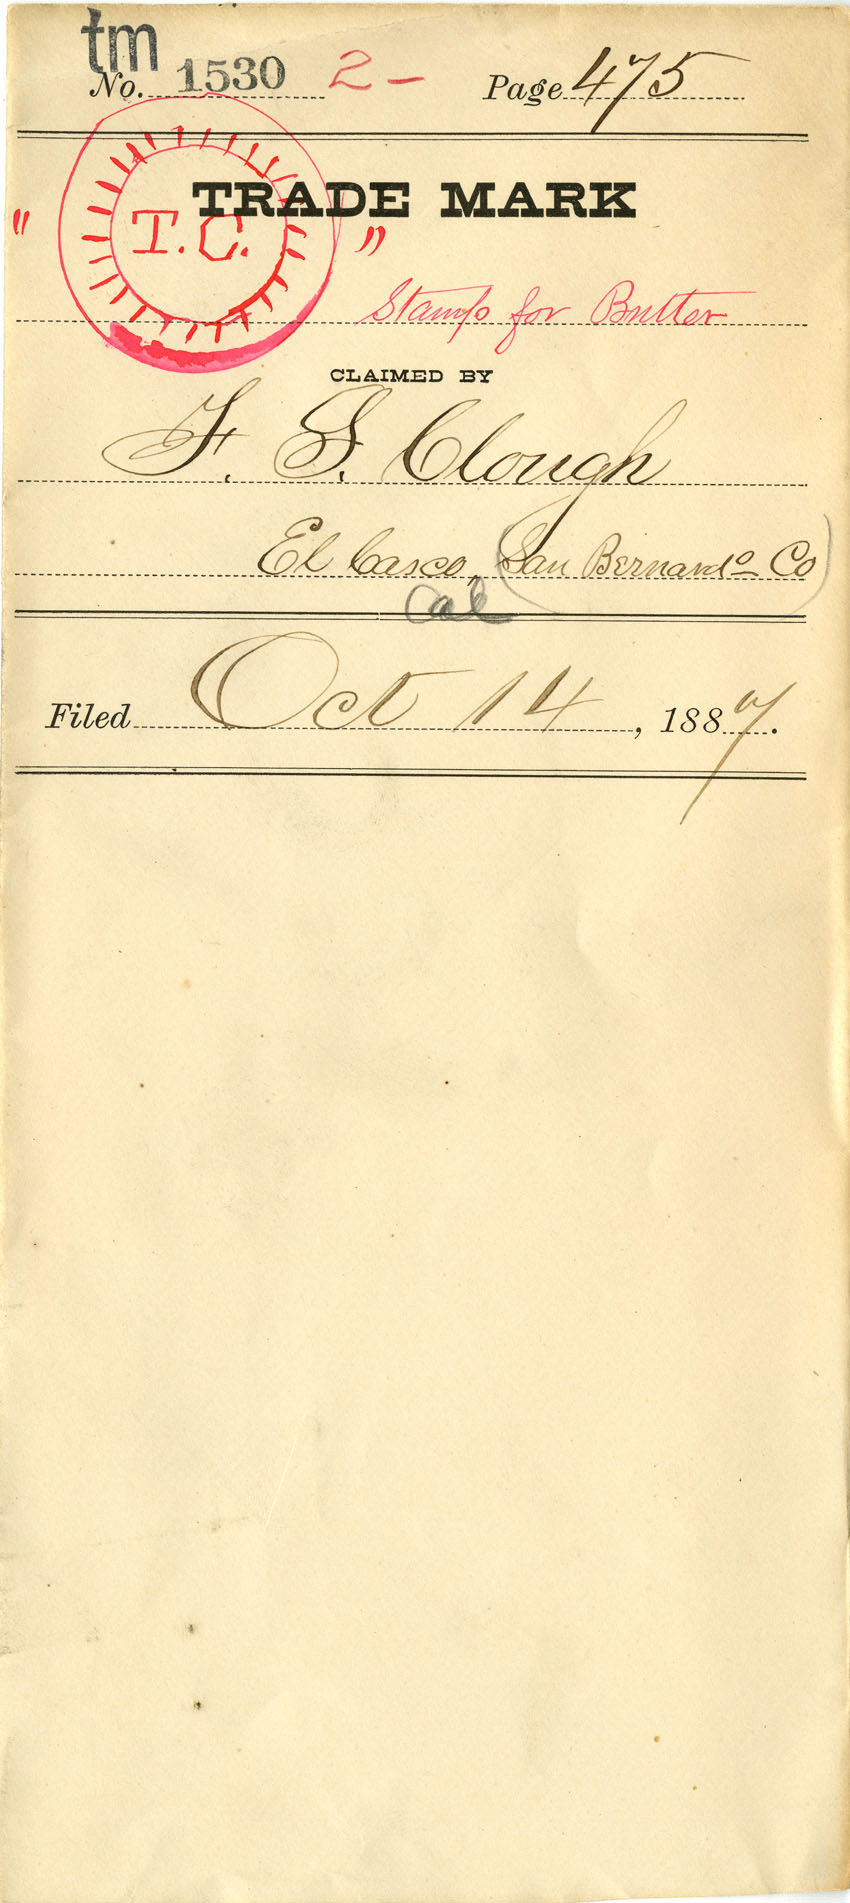 tm
No. 1530 2 – Page 475
TRADE MARK
" T.C. "
Stamps for Butter
CLAIMED BY
F. S. Clough
El Casco, (San Bernardo Co)
Cal
Filed Oct 14, 1887.